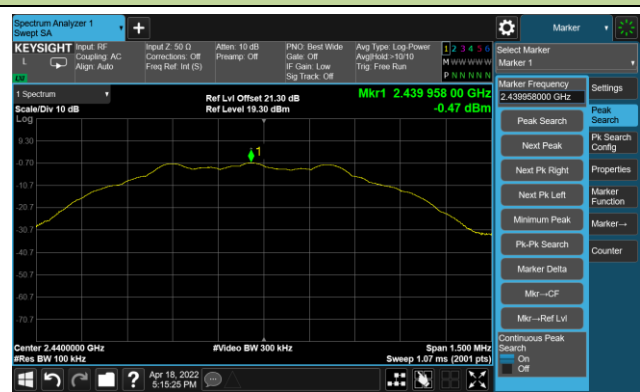 Spectrum Analyzer 1
Swept SA
Marker
KEYSIGHT
L
Input: RF
Coupling: AC
Align: Auto
Input Z: 50 Ω
Corrections: Off
Freq Ref: Int (S)
Atten: 10 dB
Preamp: Off
PNO: Best Wide
Gate: Off
IF Gain: Low
Sig Track: Off
Avg Type: Log-Power
Avg|Hold:>10/10
Trig: Free Run
1 2 3 4 5 6
M W W W W W
P N N N N N
1 Spectrum
Scale/Div 10 dB
Log
Ref Lvl Offset 21.30 dB
Ref Level 19.30 dBm
Mkr1 2.439 958 00 GHz
-0.47 dBm
9.30
-0.70
-10.7
-20.7
-30.7
-40.7
-50.7
-60.7
-70.7
1
Center 2.4400000 GHz
#Res BW 100 kHz
#Video BW 300 kHz
Span 1.500 MHz
Sweep 1.07 ms (2001 pts)
Apr 18, 2022
5:15:25 PM
Select Marker
Marker 1
Marker Frequency
2.439958000 GHz
Peak Search
Next Peak
Next Pk Right
Next Pk Left
Minimum Peak
Pk-Pk Search
Marker Delta
Mkr→CF
Mkr→Ref Lvl
Continuous Peak
Search
On
Off
Settings
Peak
Search
Pk Search
Config
Properties
Marker
Function
Marker→
Counter